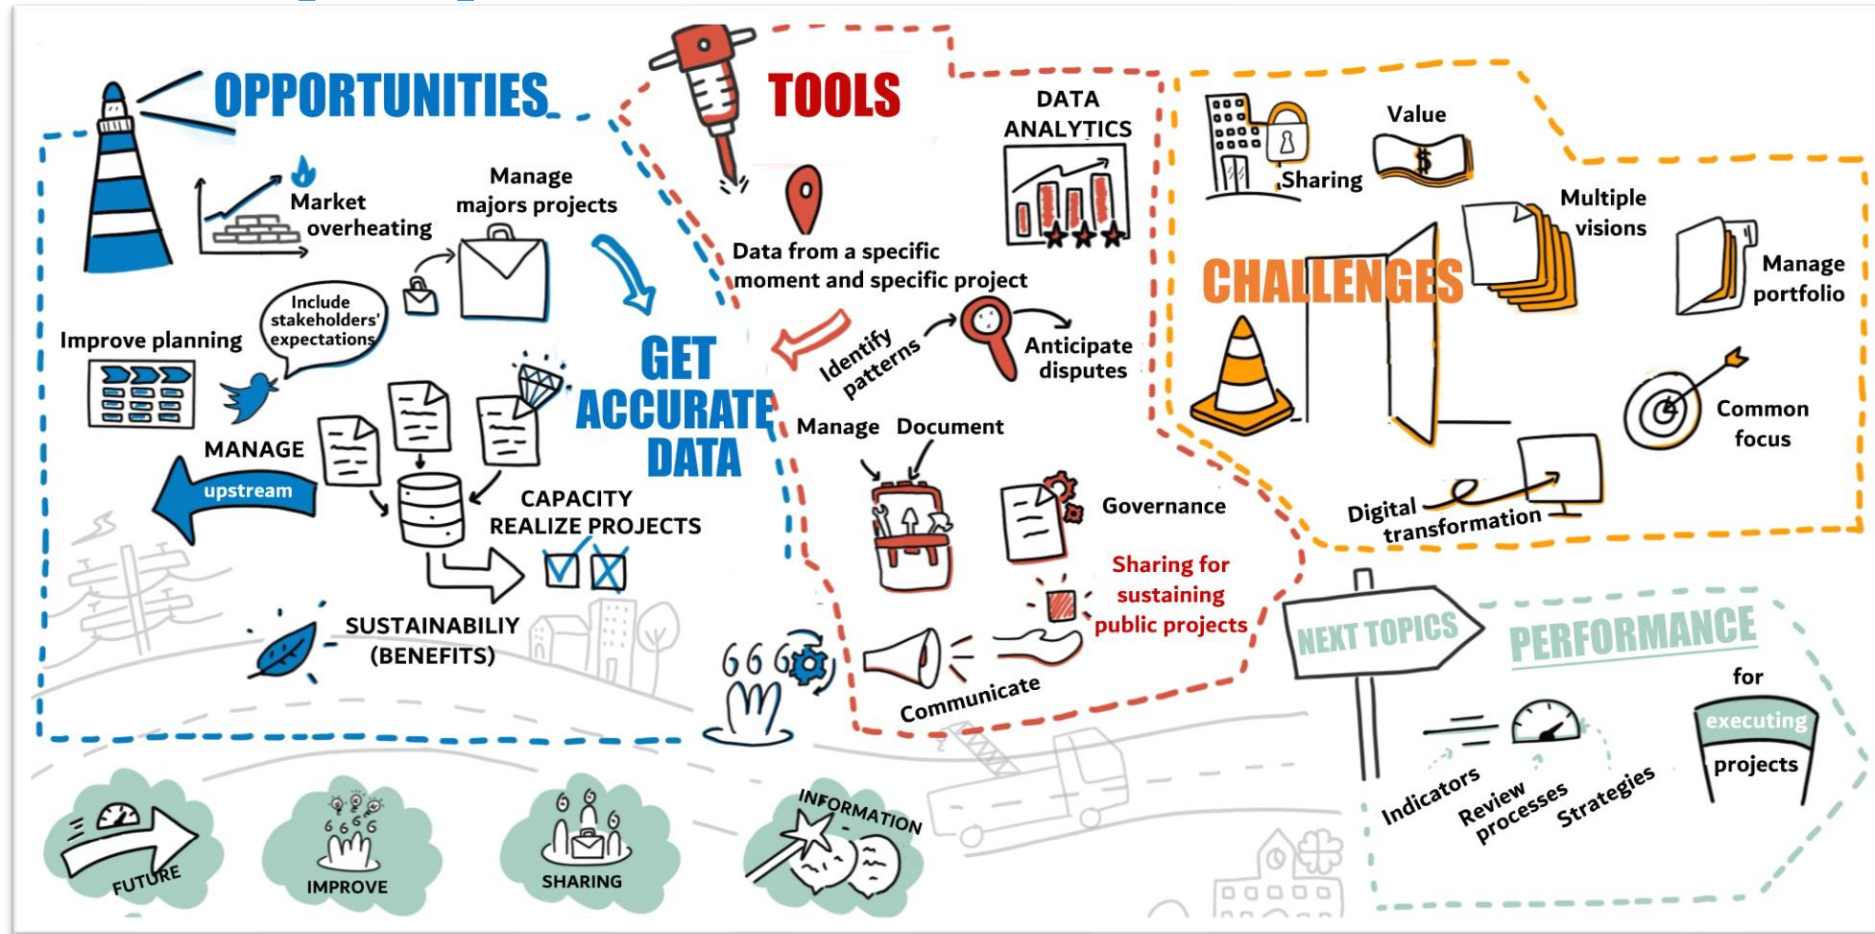 OPPORTUNITIES
Market
overheating
Manage
majors projects
Include
stakeholders'
expectations
Improve planning
GET
ACCURATE
DATA
MANAGE
upstream
CAPACITY
REALIZE PROJECTS
SUSTAINABILIY
(BENEFITS)
TOOLS
DATA
ANALYTICS
Data from a specific
moment and specific project
Identify
patterns
Anticipate
disputes
Manage
Document
Governance
Sharing for
sustaining
public projects
Communicate
CHALLENGES
Sharing
Value
$
Multiple
visions
Manage
portfolio
Common
focus
Digital
transformation
NEXT TOPICS
PERFORMANCE
for
executing
projects
Indicators
Review
processes
Strategies
FUTURE
IMPROVE
SHARING
INFORMATION